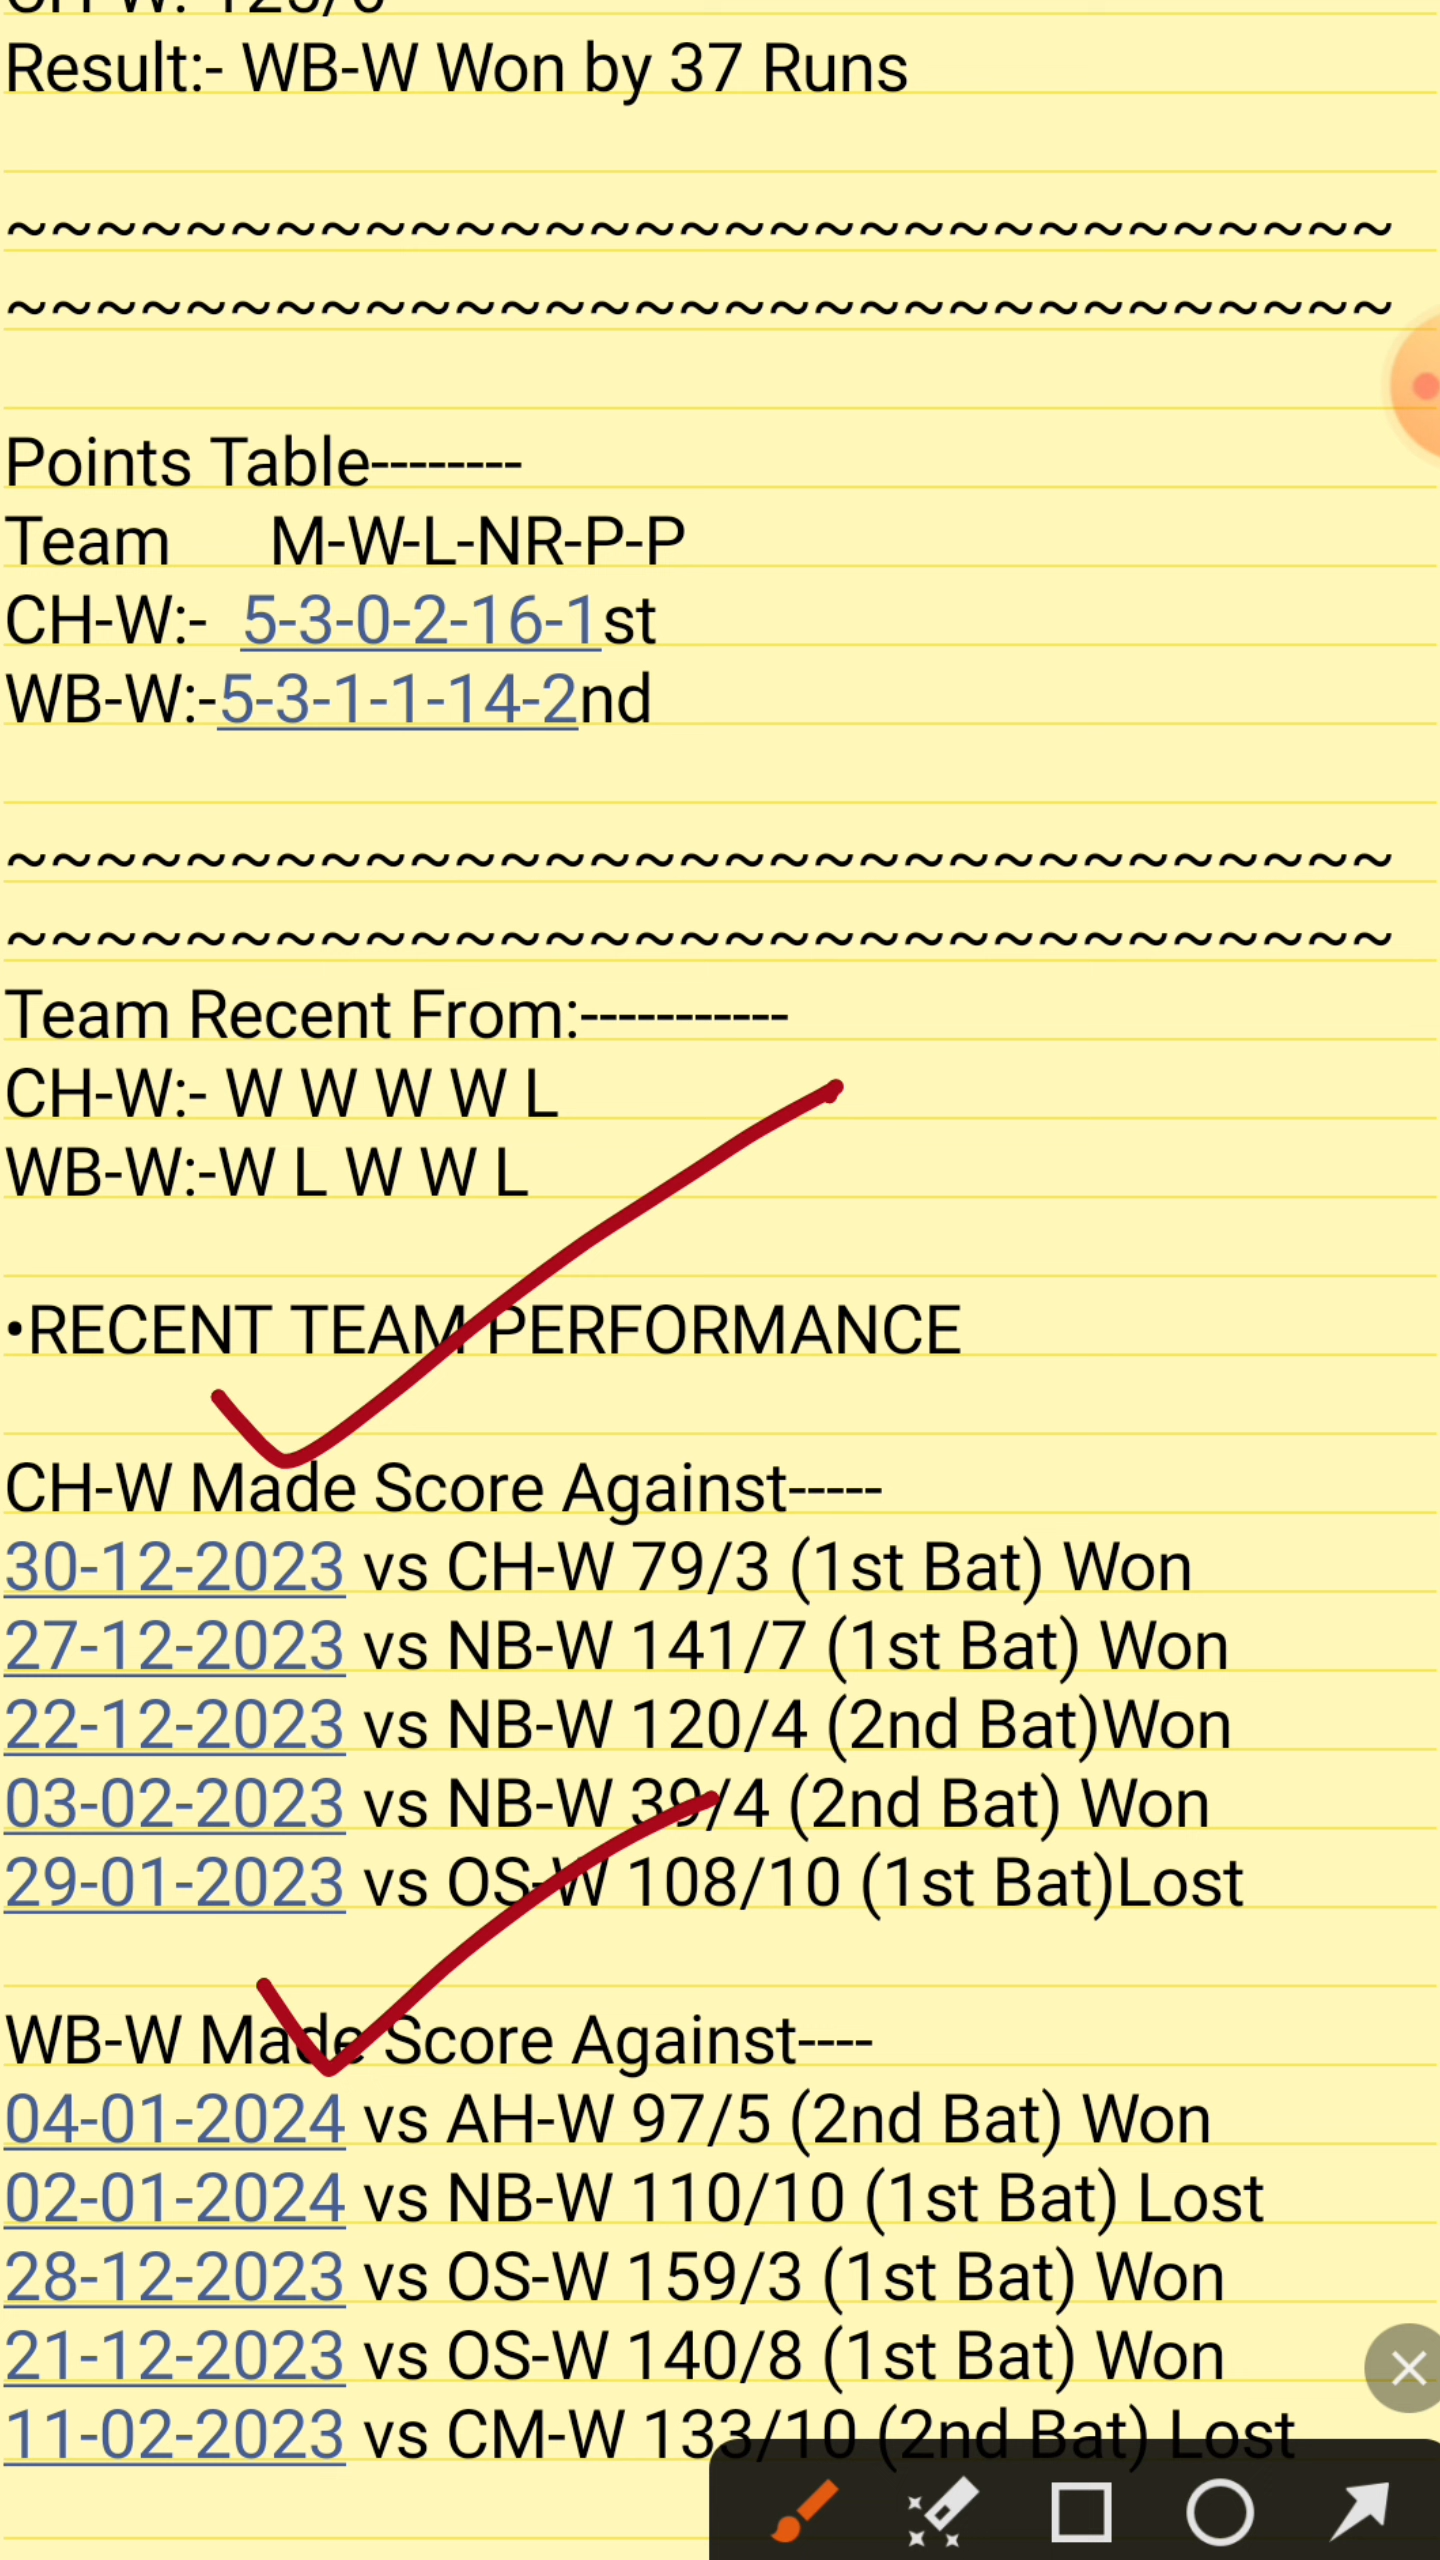 Result:- WB-W Won by 37 Runs
~~~~~~~~~~~~~~~~~~~~~~~~~~~~~~~
~~~~~~~~~~~~~~~~~~~~~~~~~~~~~~~
Points Table--------
Team M-W-L-NR-P-P
CH-W:- 5-3-0-2-16-1st
WB-W:-5-3-1-1-14-2nd
~~~~~~~~~~~~~~~~~~~~~~~~~~~~~~~
~~~~~~~~~~~~~~~~~~~~~~~~~~~~~~~
Team Recent From:-----------
CH-W:- W W W W L
WB-W:-W L W W L
•RECENT TEAM PERFORMANCE
CH-W Made Score Against-----
30-12-2023 vs CH-W 79/3 (1st Bat) Won
27-12-2023 vs NB-W 141/7 (1st Bat) Won
22-12-2023 vs NB-W 120/4 (2nd Bat)Won
03-02-2023 vs NB-W 39/4 (2nd Bat) Won
29-01-2023 vs OS-W 108/10 (1st Bat)Lost
WB-W Made Score Against----
04-01-2024 vs AH-W 97/5 (2nd Bat) Won
02-01-2024 vs NB-W 110/10 (1st Bat) Lost
28-12-2023 vs OS-W 159/3 (1st Bat) Won
21-12-2023 vs OS-W 140/8 (1st Bat) Won
11-02-2023 vs CM-W 133/10 (2nd Bat) Lost